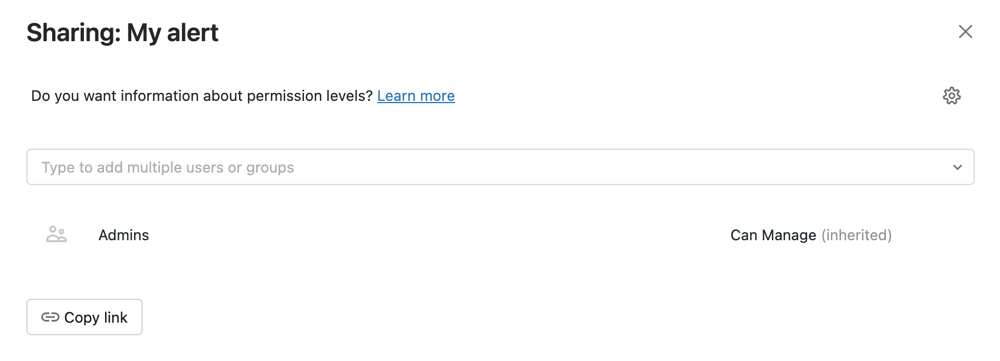 Sharing: My alert
Do you want information about permission levels? Learn more
Type to add multiple users or groups
Admins Can Manage (inherited)
Copy link